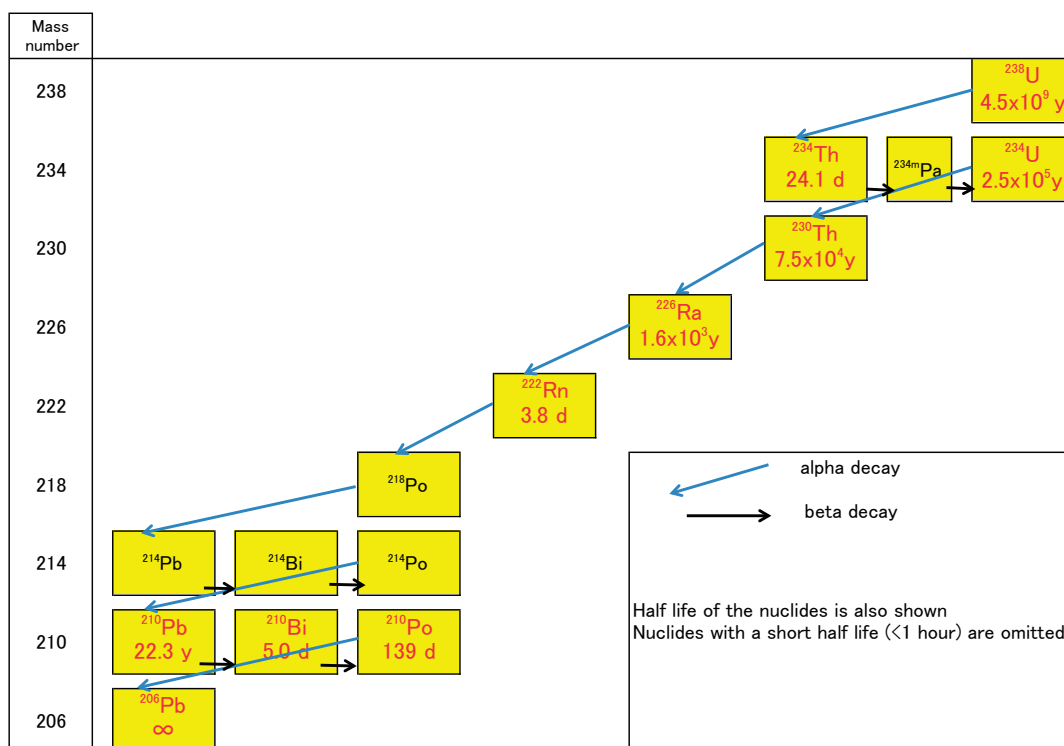 Mass
number
238
²³⁸U
4.5x10⁹ y
234
²³⁴Th
24.1 d
²³⁴ᵐPa
²³⁴U
2.5x10⁵y
230
²³⁰Th
7.5x10⁴y
226
²²⁶Ra
1.6x10³y
222
²²²Rn
3.8 d
218
²¹⁸Po
alpha decay
beta decay
214
²¹⁴Pb
²¹⁴Bi
²¹⁴Po
Half life of the nuclides is also shown
Nuclides with a short half life (<1 hour) are omitted
210
²¹⁰Pb
22.3 y
²¹⁰Bi
5.0 d
²¹⁰Po
139 d
206
²⁰⁶Pb
∞